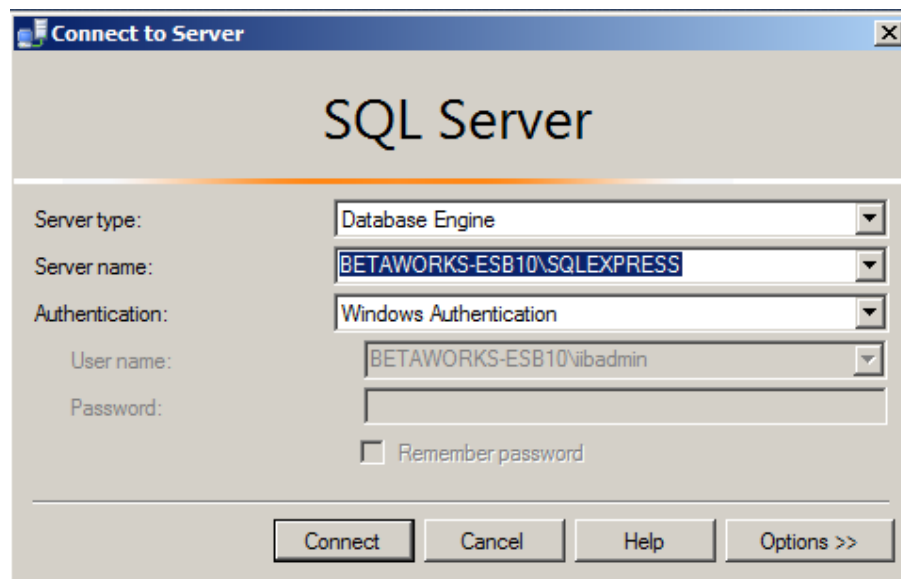 Connect to Server
SQL Server
Server type: Database Engine
Server name: BETAWORKS-ESB10\SQLEXPRESS
Authentication: Windows Authentication
User name: BETAWORKS-ESB10\iibadmin
Password:
Remember password
Connect Cancel Help Options >>